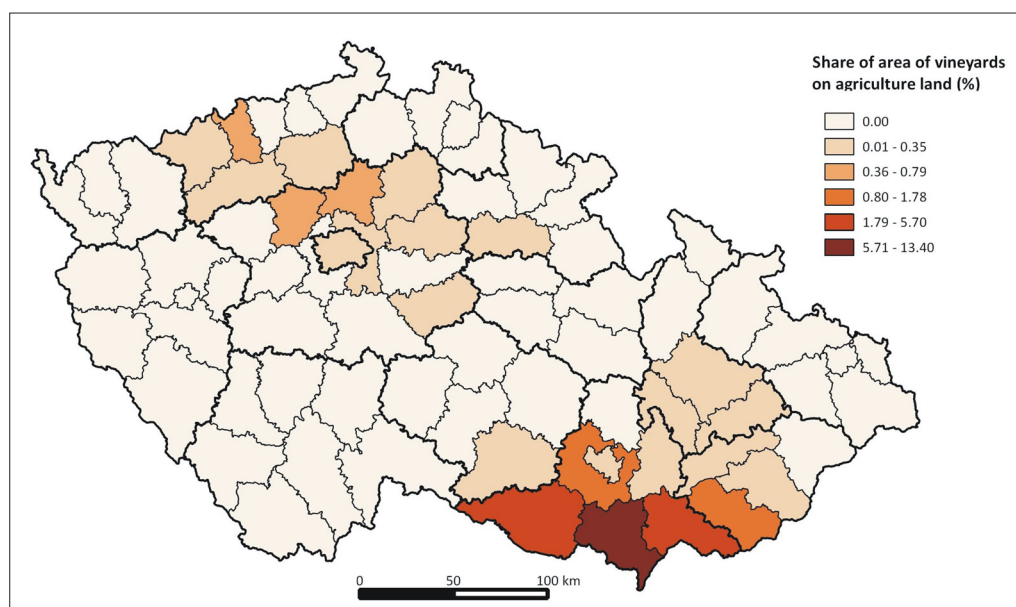 Share of area of vineyards
on agriculture land (%)
0.00
0.01 - 0.35
0.36 - 0.79
0.80 - 1.78
1.79 - 5.70
5.71 - 13.40
0 50 100 km